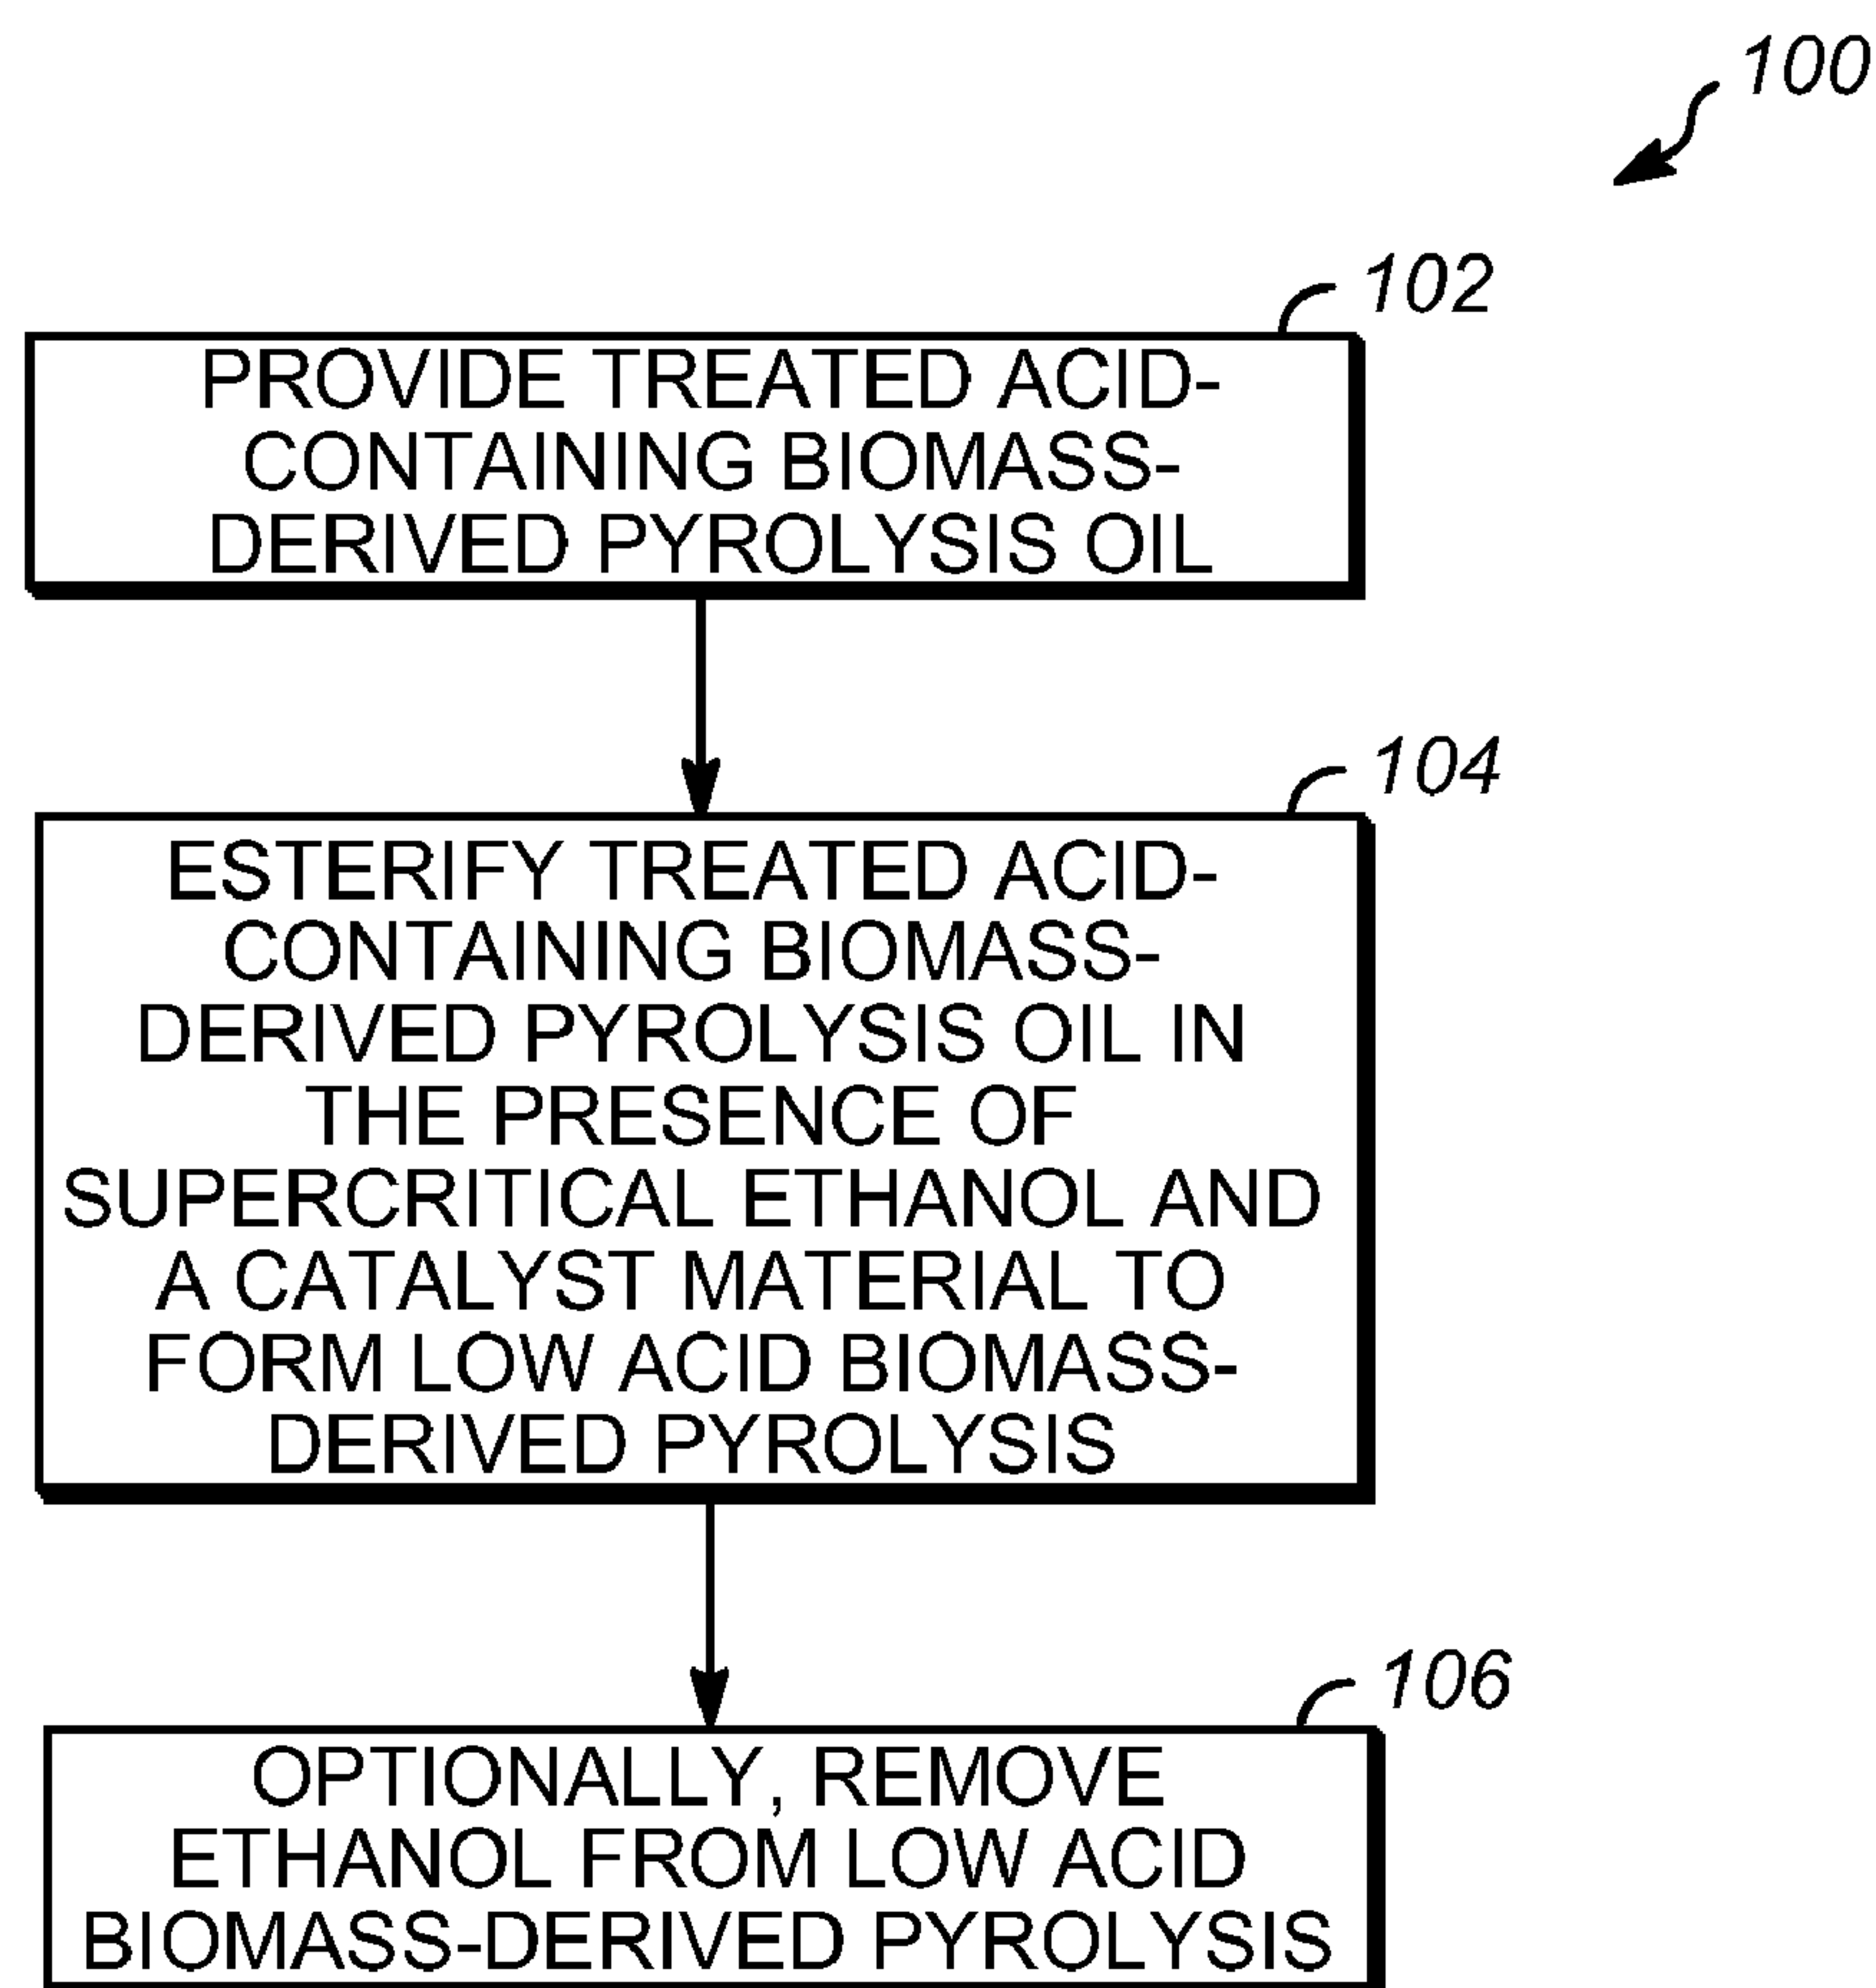 100
102
PROVIDE TREATED ACID-
CONTAINING BIOMASS-
DERIVED PYROLYSIS OIL
104
ESTERIFY TREATED ACID-
CONTAINING BIOMASS-
DERIVED PYROLYSIS OIL IN
THE PRESENCE OF
SUPERCRITICAL ETHANOL AND
A CATALYST MATERIAL TO
FORM LOW ACID BIOMASS-
DERIVED PYROLYSIS
106
OPTIONALLY, REMOVE
ETHANOL FROM LOW ACID
BIOMASS-DERIVED PYROLYSIS